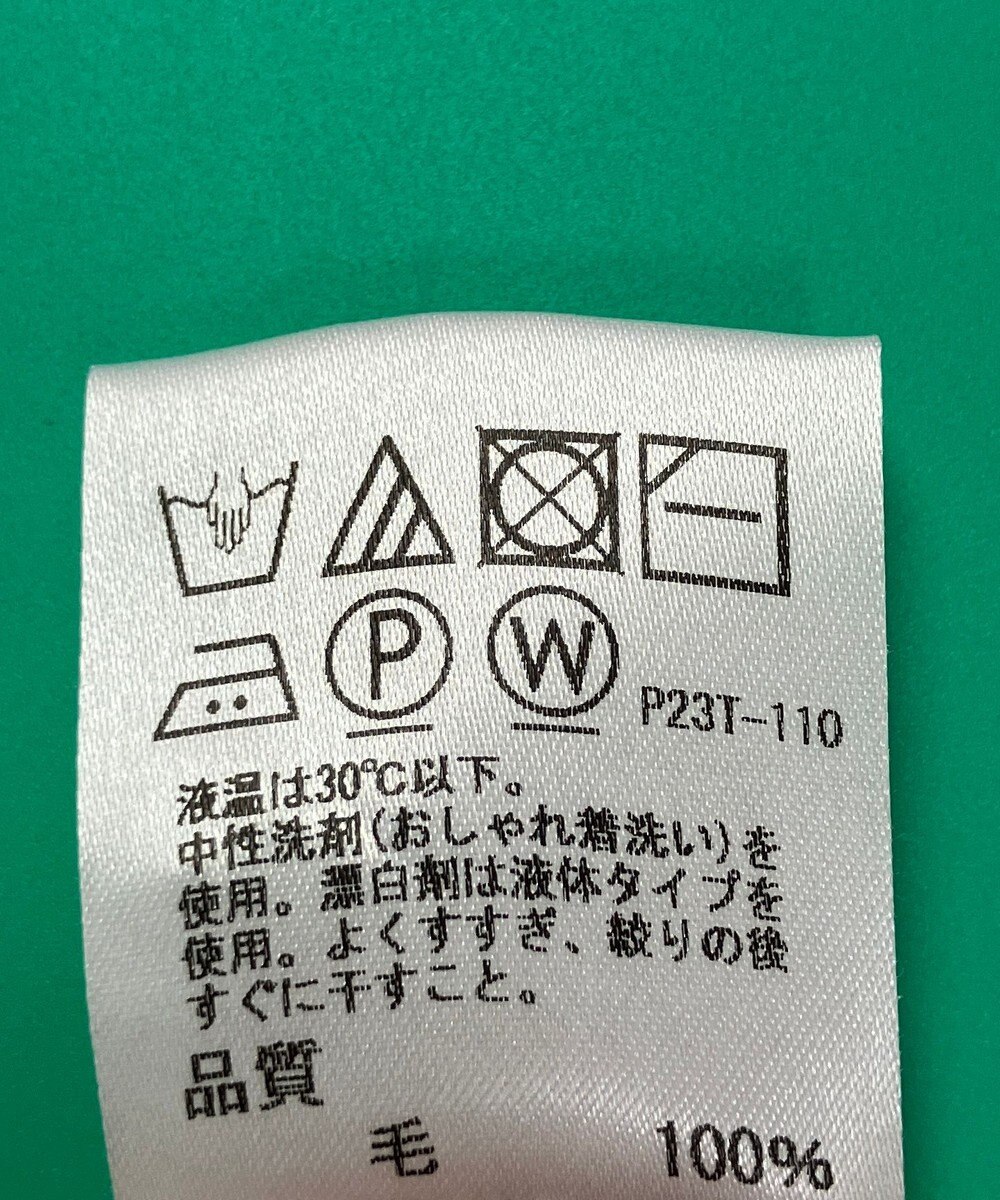 P
W
P23T-110
液温は30℃以下。
中性洗剤(おしゃれ着洗い)を
使用。漂白剤は液体タイプを
使用。よくすすぎ、絞りの後
すぐに干すこと。
品質
毛 100%